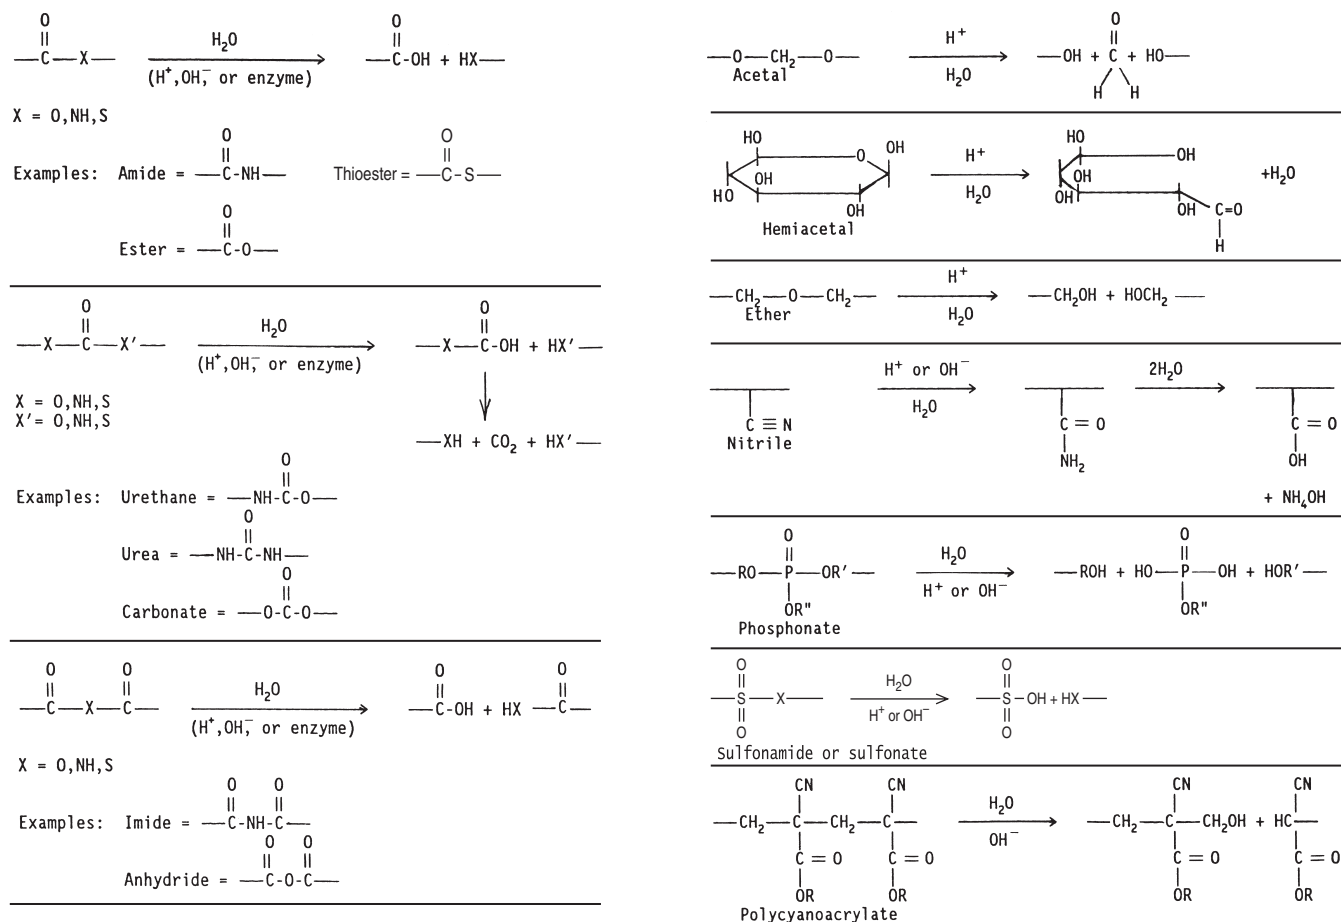 O
||
—C—X— H₂O —C-OH + HX—
(H⁺,OH,⁻ or enzyme)
X = O,NH,S
Examples: Amide = —C-NH— Thioester = —C-S—
Ester = —C-O—
—X—C—X′— H₂O —X—C-OH + HX′—
(H⁺,OH,⁻ or enzyme)
X = O,NH,S
X′= O,NH,S
—XH + CO₂ + HX′—
Examples: Urethane = —NH-C-O—
Urea = —NH-C-NH—
Carbonate = —O-C-O—
—C—X—C— H₂O —C-OH + HX C—
(H⁺,OH,⁻ or enzyme)
X = O,NH,S
Examples: Imide = —C-NH-C—
Anhydride = —C-O-C—
—O—CH₂—O— H⁺ —OH + C + HO—
Acetal H₂O H H
HO O OH H⁺ HO OH
OH HO OH H₂O OH OH OH C=O +H₂O
Hemiacetal H
—CH₂—O—CH₂— H⁺ —CH₂OH + HOCH₂—
Ether H₂O
H⁺ or OH⁻ 2H₂O
H₂O
C≡N C=O C=O
Nitrile NH₂ OH
+ NH₄OH
O H₂O O
—RO—P—OR′— —ROH + HO—P—OH + HOR′—
H⁺ or OH⁻
OR" OR"
Phosphonate
O O
—S—X— H₂O —S—OH + HX—
H⁺ or OH⁻
O O
Sulfonamide or sulfonate
CN CN CN CN
—CH₂—C—CH₂—C— H₂O —CH₂—C—CH₂OH + HC—
OH⁻
C=O C=O C=O C=O
OR OR OR OR
Polycyanoacrylate